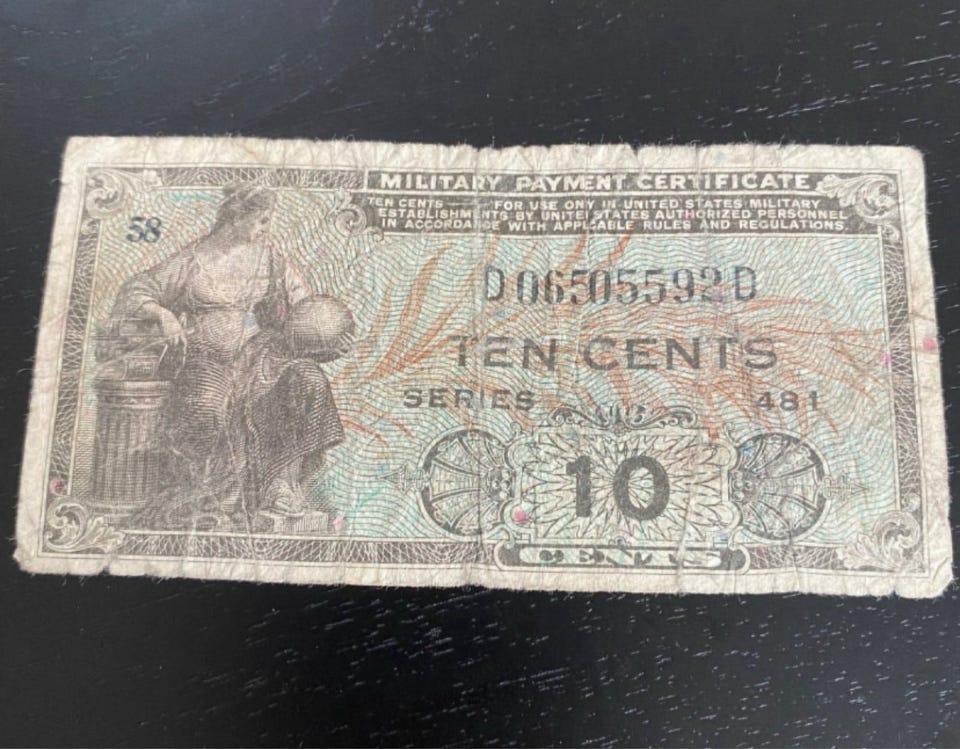 MILITARY PAYMENT CERTIFICATE
TEN CENTS FOR USE ONLY IN UNITED STATES MILITARY
ESTABLISHMENTS BY UNITED STATES AUTHORIZED PERSONNEL
IN ACCORDANCE WITH APPLICABLE RULES AND REGULATIONS
58
D06505592D
TEN CENTS
SERIES 481
10
CENTS